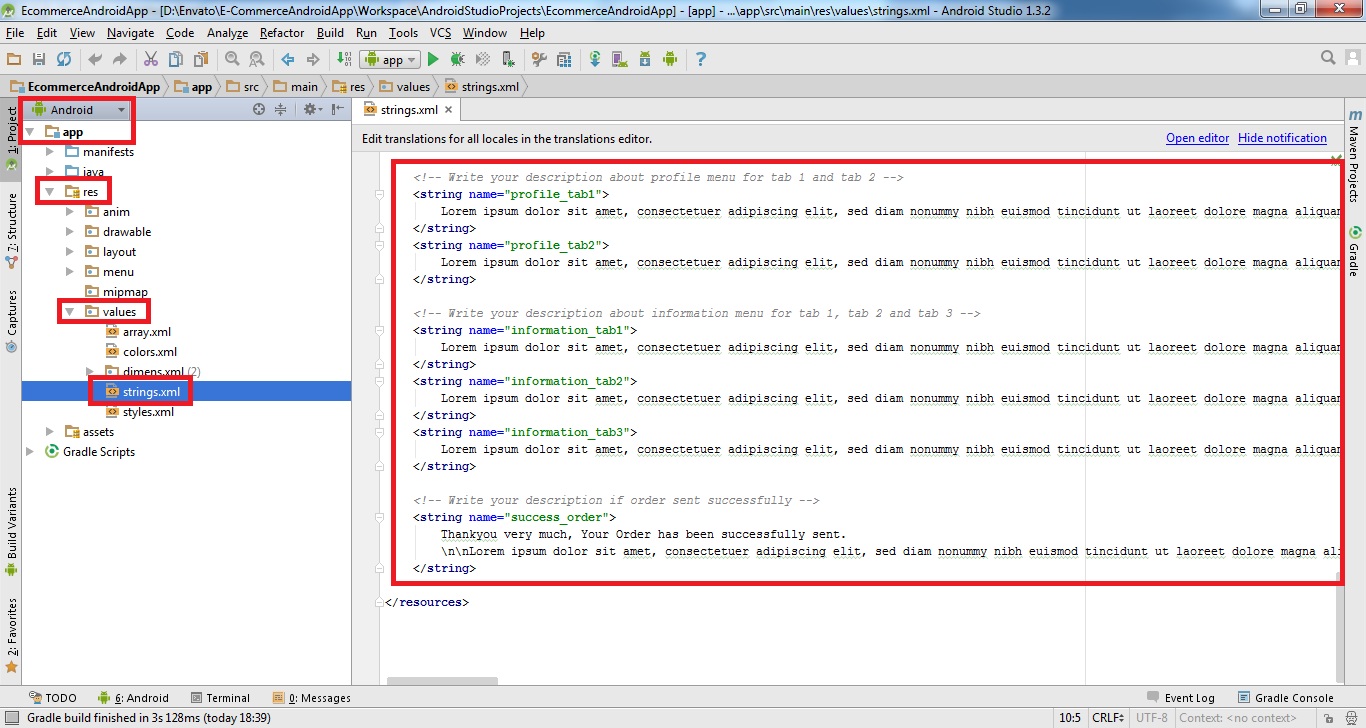 EcommerceAndroidApp - [D:\Envato\E-CommerceAndroidApp\Workspace\AndroidStudioProjects\EcommerceAndroidApp] - [app] - ...\app\src\main\res\values\strings.xml - Android Studio 1.3.2
File Edit View Navigate Code Analyze Refactor Build Run Tools VCS Window Help
app
EcommerceAndroidApp app src main res values strings.xml
1: Project
7: Structure
Captures
Build Variants
2: Favorites
Android
app
manifests
java
res
anim
drawable
layout
menu
mipmap
values
array.xml
colors.xml
dimens.xml (2)
strings.xml
styles.xml
assets
Gradle Scripts
strings.xml
Edit translations for all locales in the translations editor. Open editor Hide notification
<!-- Write your description about profile menu for tab 1 and tab 2 -->
<string name="profile_tab1">
Lorem ipsum dolor sit amet, consectetuer adipiscing elit, sed diam nonummy nibh euismod tincidunt ut laoreet dolore magna aliquam
</string>
<string name="profile_tab2">
Lorem ipsum dolor sit amet, consectetuer adipiscing elit, sed diam nonummy nibh euismod tincidunt ut laoreet dolore magna aliquam
</string>
<!-- Write your description about information menu for tab 1, tab 2 and tab 3 -->
<string name="information_tab1">
Lorem ipsum dolor sit amet, consectetuer adipiscing elit, sed diam nonummy nibh euismod tincidunt ut laoreet dolore magna aliquam
</string>
<string name="information_tab2">
Lorem ipsum dolor sit amet, consectetuer adipiscing elit, sed diam nonummy nibh euismod tincidunt ut laoreet dolore magna aliquam
</string>
<string name="information_tab3">
Lorem ipsum dolor sit amet, consectetuer adipiscing elit, sed diam nonummy nibh euismod tincidunt ut laoreet dolore magna aliquam
</string>
<!-- Write your description if order sent successfully -->
<string name="success_order">
Thankyou very much, Your Order has been successfully sent.
\n\nLorem ipsum dolor sit amet, consectetuer adipiscing elit, sed diam nonummy nibh euismod tincidunt ut laoreet dolore magna ali
</string>
</resources>
m
Maven Projects
Gradle
TODO 6: Android Terminal 0: Messages Event Log Gradle Console
Gradle build finished in 3s 128ms (today 18:39) 10:5 CRLF UTF-8 Context: <no context>